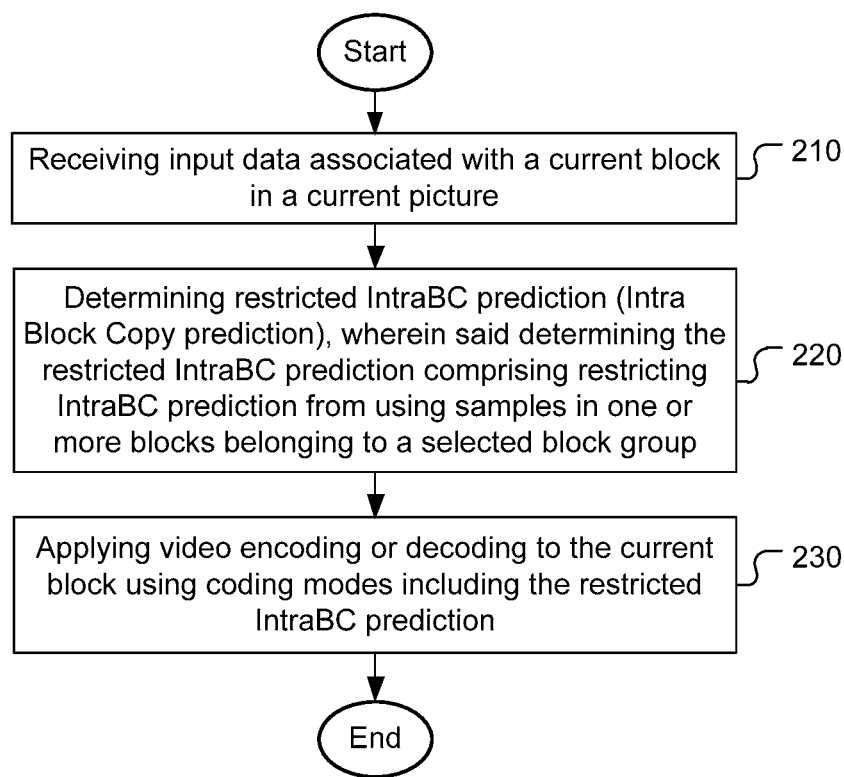 Start
Receiving input data associated with a current block
in a current picture
210
Determining restricted IntraBC prediction (Intra
Block Copy prediction), wherein said determining the
restricted IntraBC prediction comprising restricting
IntraBC prediction from using samples in one or
more blocks belonging to a selected block group
220
Applying video encoding or decoding to the current
block using coding modes including the restricted
IntraBC prediction
230
End